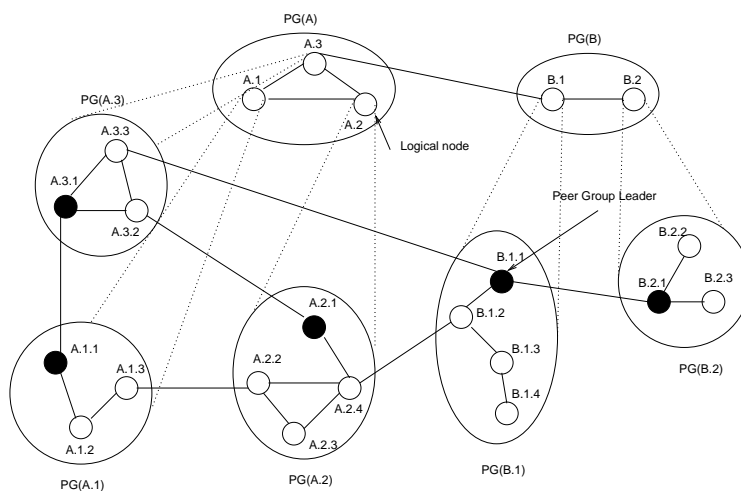 PG(A)
A.3
PG(B)
A.1
B.1
B.2
PG(A.3)
A.2
A.3.3
Logical node
A.3.1
Peer Group Leader
A.3.2
B.2.2
B.1.1
B.2.1
B.2.3
A.2.1
B.1.2
A.1.1
A.1.3
A.2.2
B.1.3
PG(B.2)
A.2.4
B.1.4
A.1.2
A.2.3
PG(A.1)
PG(A.2)
PG(B.1)